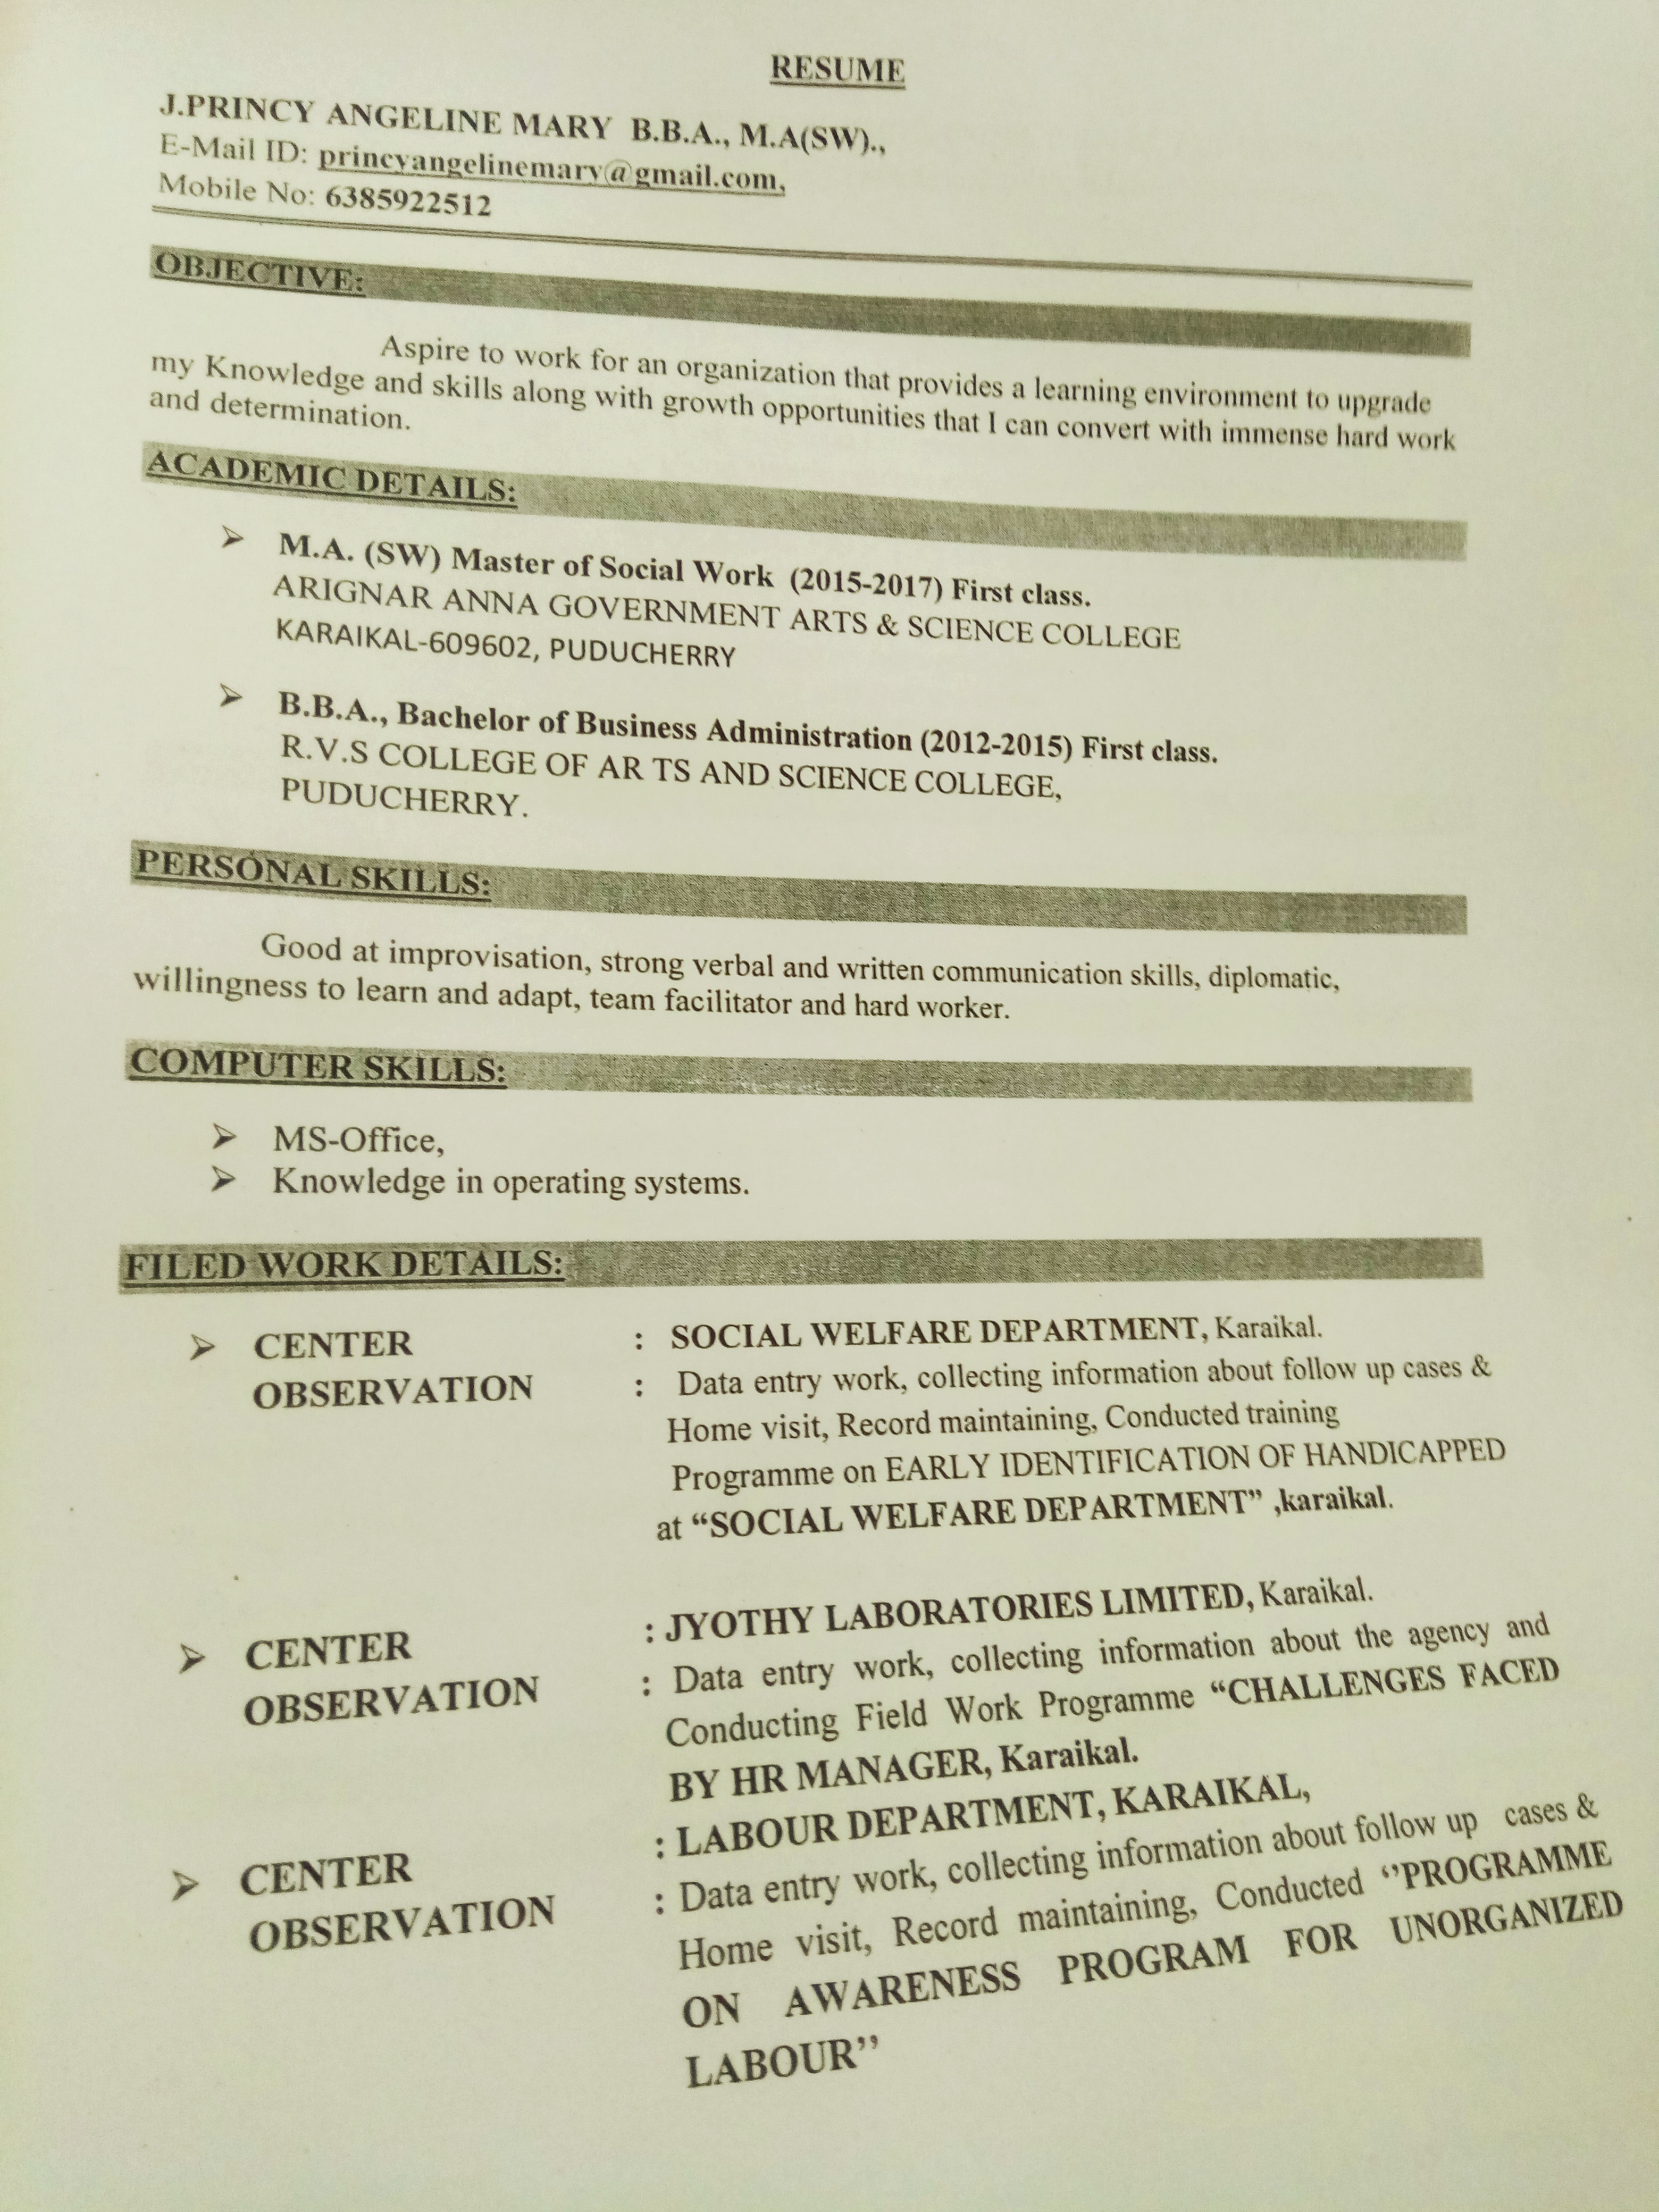 RESUME
J.PRINCY ANGELINE MARY B.B.A., M.A(SW).,
E-Mail ID: princyangelinemary@gmail.com,
Mobile No: 6385922512
OBJECTIVE:
Aspire to work for an organization that provides a learning environment to upgrade
my Knowledge and skills along with growth opportunities that I can convert with immense hard work
and determination.
ACADEMIC DETAILS:
➢ M.A. (SW) Master of Social Work (2015-2017) First class.
ARIGNAR ANNA GOVERNMENT ARTS & SCIENCE COLLEGE
KARAIKAL-609602, PUDUCHERRY
➢ B.B.A., Bachelor of Business Administration (2012-2015) First class.
R.V.S COLLEGE OF AR TS AND SCIENCE COLLEGE,
PUDUCHERRY.
PERSONAL SKILLS:
Good at improvisation, strong verbal and written communication skills, diplomatic,
willingness to learn and adapt, team facilitator and hard worker.
COMPUTER SKILLS:
➢ MS-Office,
➢ Knowledge in operating systems.
FILED WORK DETAILS:
➢ CENTER : SOCIAL WELFARE DEPARTMENT, Karaikal.
OBSERVATION : Data entry work, collecting information about follow up cases &
Home visit, Record maintaining, Conducted training
Programme on EARLY IDENTIFICATION OF HANDICAPPED
at “SOCIAL WELFARE DEPARTMENT” ,karaikal.
➢ CENTER : JYOTHY LABORATORIES LIMITED, Karaikal.
OBSERVATION : Data entry work, collecting information about the agency and
Conducting Field Work Programme “CHALLENGES FACED
BY HR MANAGER, Karaikal.
➢ CENTER : LABOUR DEPARTMENT, KARAIKAL,
OBSERVATION : Data entry work, collecting information about follow up cases &
Home visit, Record maintaining, Conducted ‘’PROGRAMME
ON AWARENESS PROGRAM FOR UNORGANIZED
LABOUR’’